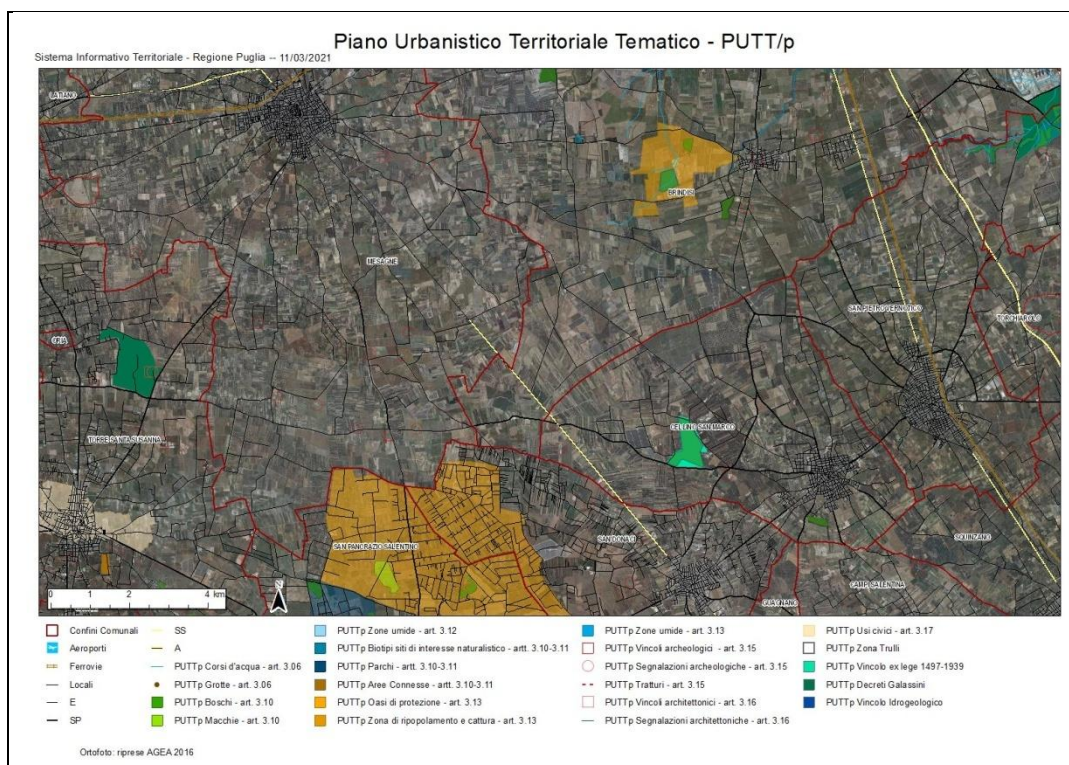 Piano Urbanistico Territoriale Tematico - PUTT/p
Sistema Informativo Territoriale - Regione Puglia -- 11/03/2021
LATIANO
BRINDISI
MESAGNE
SAN PIETRO VERNOTICO
TORCHIAROLO
ORIA
CELLINO SAN MARCO
TORRE SANTA SUSANNA
SAN PANCRAZIO SALENTINO
SAN DONACI
SQUINZANO
CAMPI SALENTINA
GUAGNANO
N
0 1 2 4 km
Confini Comunali
Aeroporti
Ferrovie
Locali
E
SP
SS
A
PUTTp Corsi d'acqua - art. 3.06
PUTTp Grotte - art. 3.06
PUTTp Boschi - art. 3.10
PUTTp Macchie - art. 3.10
PUTTp Zone umide - art. 3.12
PUTTp Biotipi siti di interesse naturalistico - artt. 3.10-3.11
PUTTp Parchi - artt. 3.10-3.11
PUTTp Aree Connesse - artt. 3.10-3.11
PUTTp Oasi di protezione - art. 3.13
PUTTp Zona di ripopolamento e cattura - art. 3.13
PUTTp Zone umide - art. 3.13
PUTTp Vincoli archeologici - art. 3.15
PUTTp Segnalazioni archeologiche - art. 3.15
PUTTp Tratturi - art. 3.15
PUTTp Vincoli architettonici - art. 3.16
PUTTp Segnalazioni architettoniche - art. 3.16
PUTTp Usi civici - art. 3.17
PUTTp Zona Trulli
PUTTp Vincolo ex lege 1497-1939
PUTTp Decreti Galassini
PUTTp Vincolo Idrogeologico
Ortofoto: riprese AGEA 2016